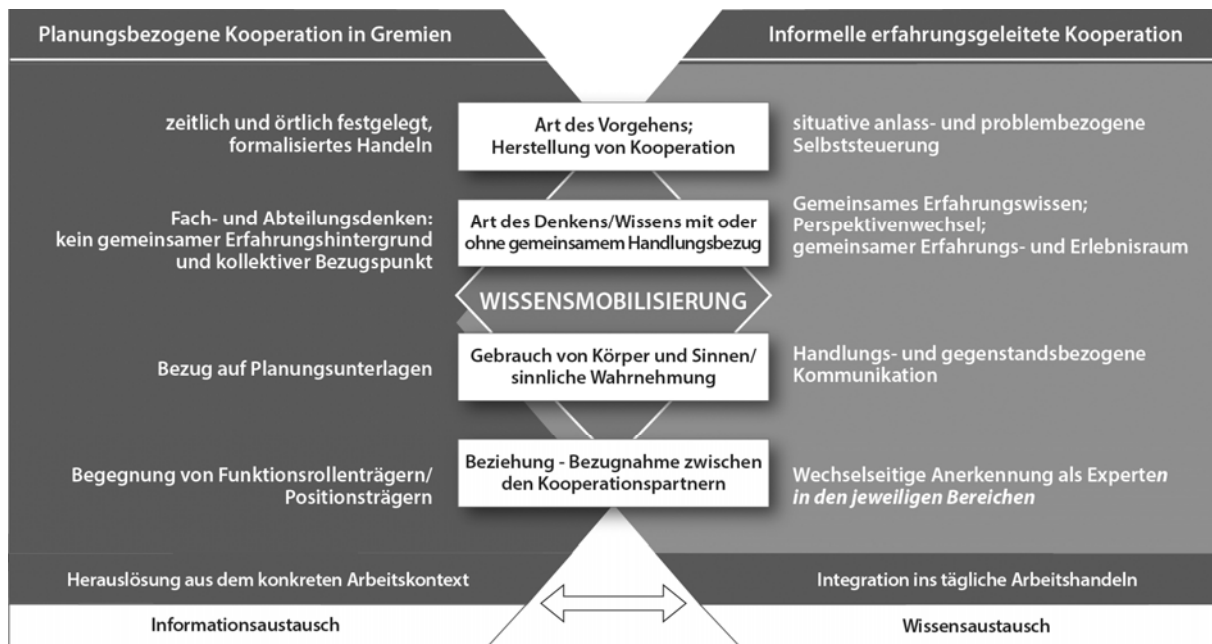 Planungsbezogene Kooperation in Gremien
Informelle erfahrungsgeleitete Kooperation
zeitlich und örtlich festgelegt,
formalisiertes Handeln
Art des Vorgehens;
Herstellung von Kooperation
situative anlass- und problembezogene
Selbststeuerung
Fach- und Abteilungsdenken:
kein gemeinsamer Erfahrungshintergrund
und kollektiver Bezugspunkt
Art des Denkens/Wissens mit oder
ohne gemeinsamem Handlungsbezug
Gemeinsames Erfahrungswissen;
Perspektivenwechsel;
gemeinsamer Erfahrungs- und Erlebnisraum
WISSENSMOBILISIERUNG
Bezug auf Planungsunterlagen
Gebrauch von Körper und Sinnen/
sinnliche Wahrnehmung
Handlungs- und gegenstandsbezogene
Kommunikation
Begegnung von Funktionsrollenträgern/
Positionsträgern
Beziehung - Bezugnahme zwischen
den Kooperationspartnern
Wechselseitige Anerkennung als Experten
in den jeweiligen Bereichen
Herauslösung aus dem konkreten Arbeitskontext
Integration ins tägliche Arbeitshandeln
Informationsaustausch
Wissensaustausch